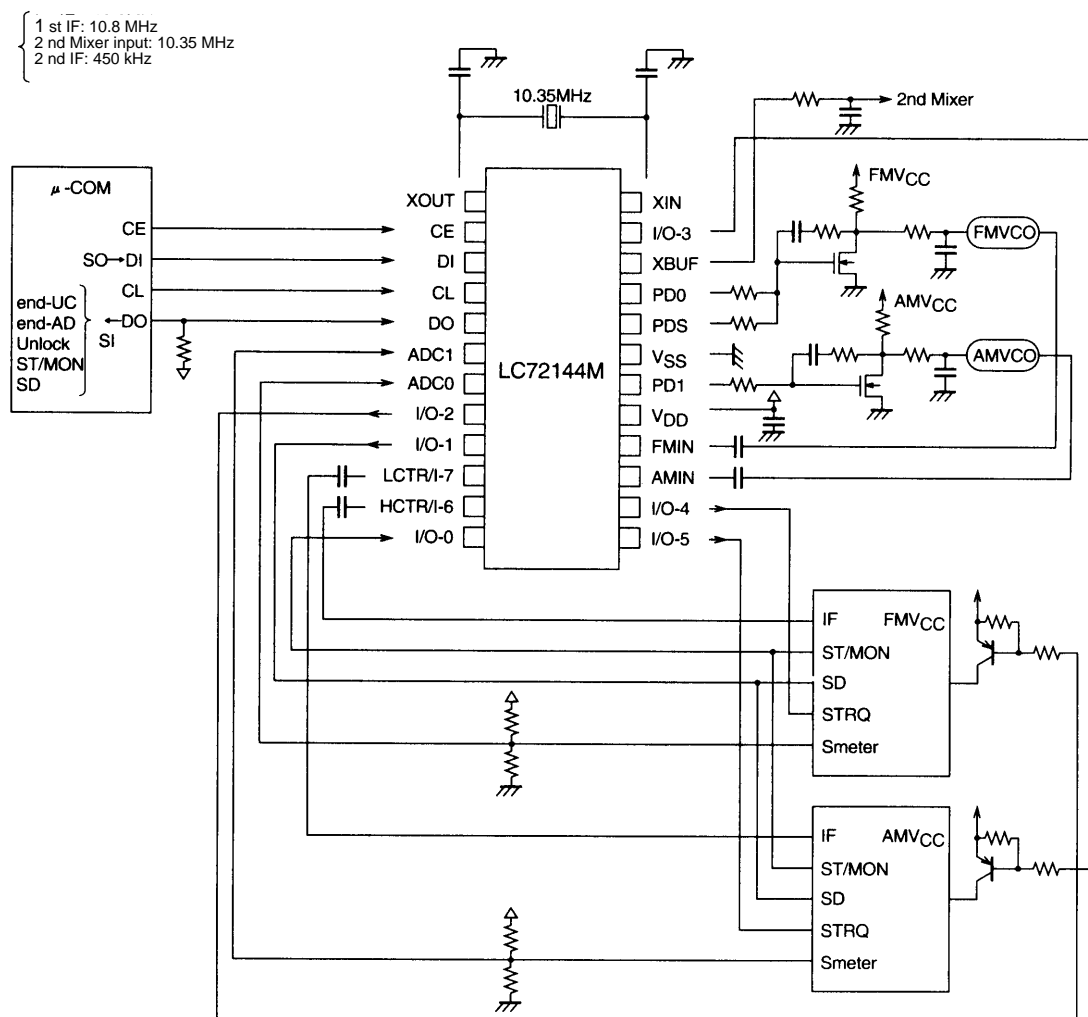 1 st IF: 10.8 MHz
2 nd Mixer input: 10.35 MHz
2 nd IF: 450 kHz
10.35MHz
2nd Mixer
μ-COM
CE
SO DI
CL
DO
SI
end-UC
end-AD
Unlock
ST/MON
SD
XOUT
CE
DI
CL
DO
ADC1
ADC0
I/O-2
I/O-1
LCTR/I-7
HCTR/I-6
I/O-0
LC72144M
XIN
I/O-3
XBUF
PD0
PDS
VSS
PD1
VDD
FMIN
AMIN
I/O-4
I/O-5
FMVCC
FMVCO
AMVCC
AMVCO
IF FMVCC
ST/MON
SD
STRQ
Smeter
IF AMVCC
ST/MON
SD
STRQ
Smeter